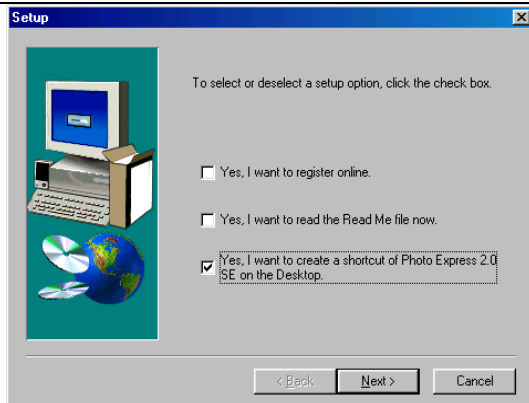 Setup
To select or deselect a setup option, click the check box.
Yes, I want to register online.
Yes, I want to read the Read Me file now.
Yes, I want to create a shortcut of Photo Express 2.0
SE on the Desktop.
< Back
Next >
Cancel